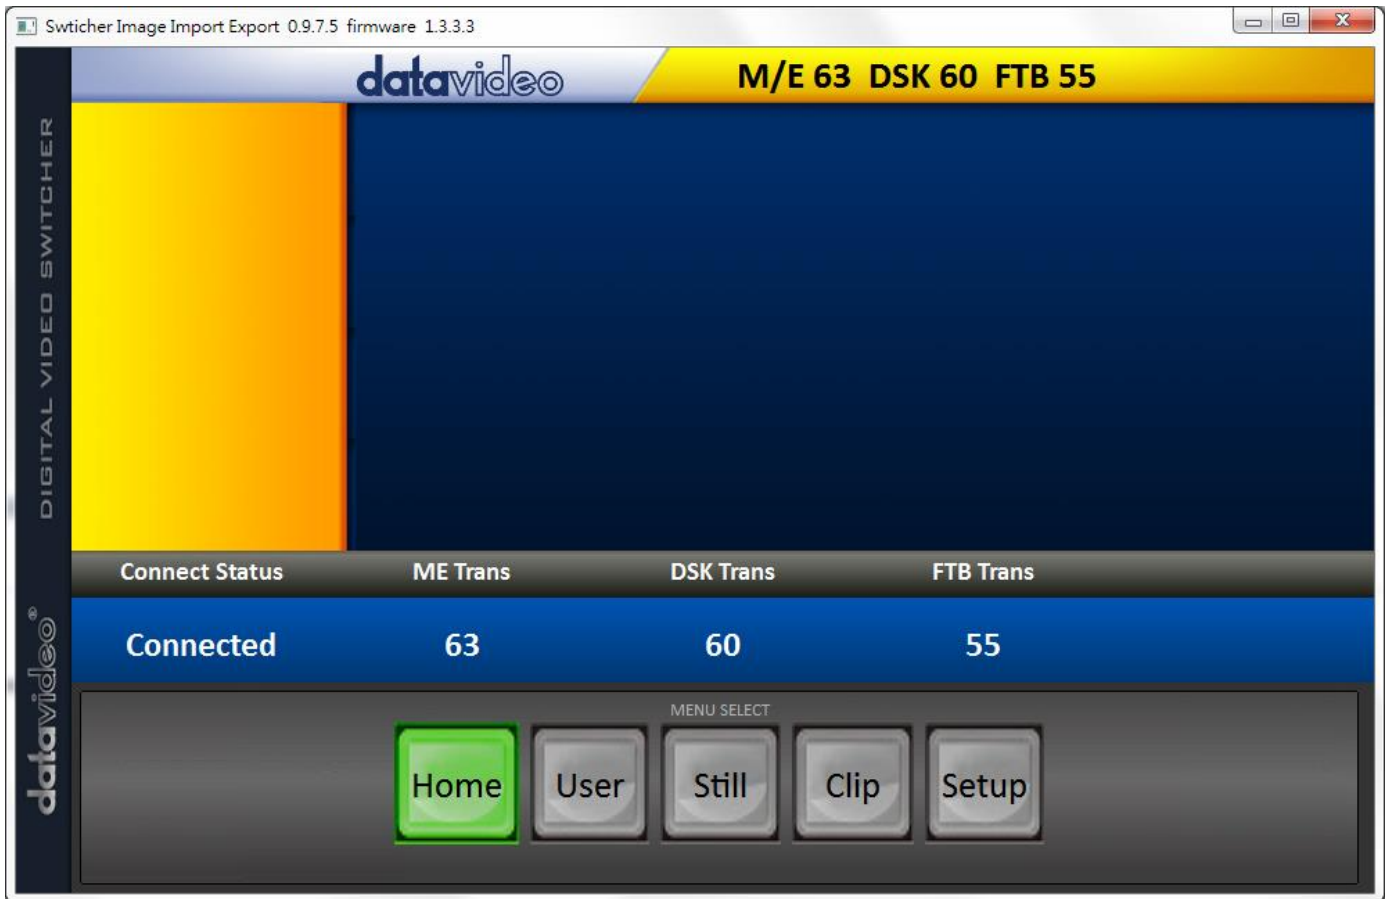 Swticher Image Import Export 0.9.7.5 firmware 1.3.3.3
datavideo
M/E 63 DSK 60 FTB 55
DIGITAL VIDEO SWITCHER
datavideo®
Connect Status ME Trans DSK Trans FTB Trans
Connected 63 60 55
MENU SELECT
Home User Still Clip Setup